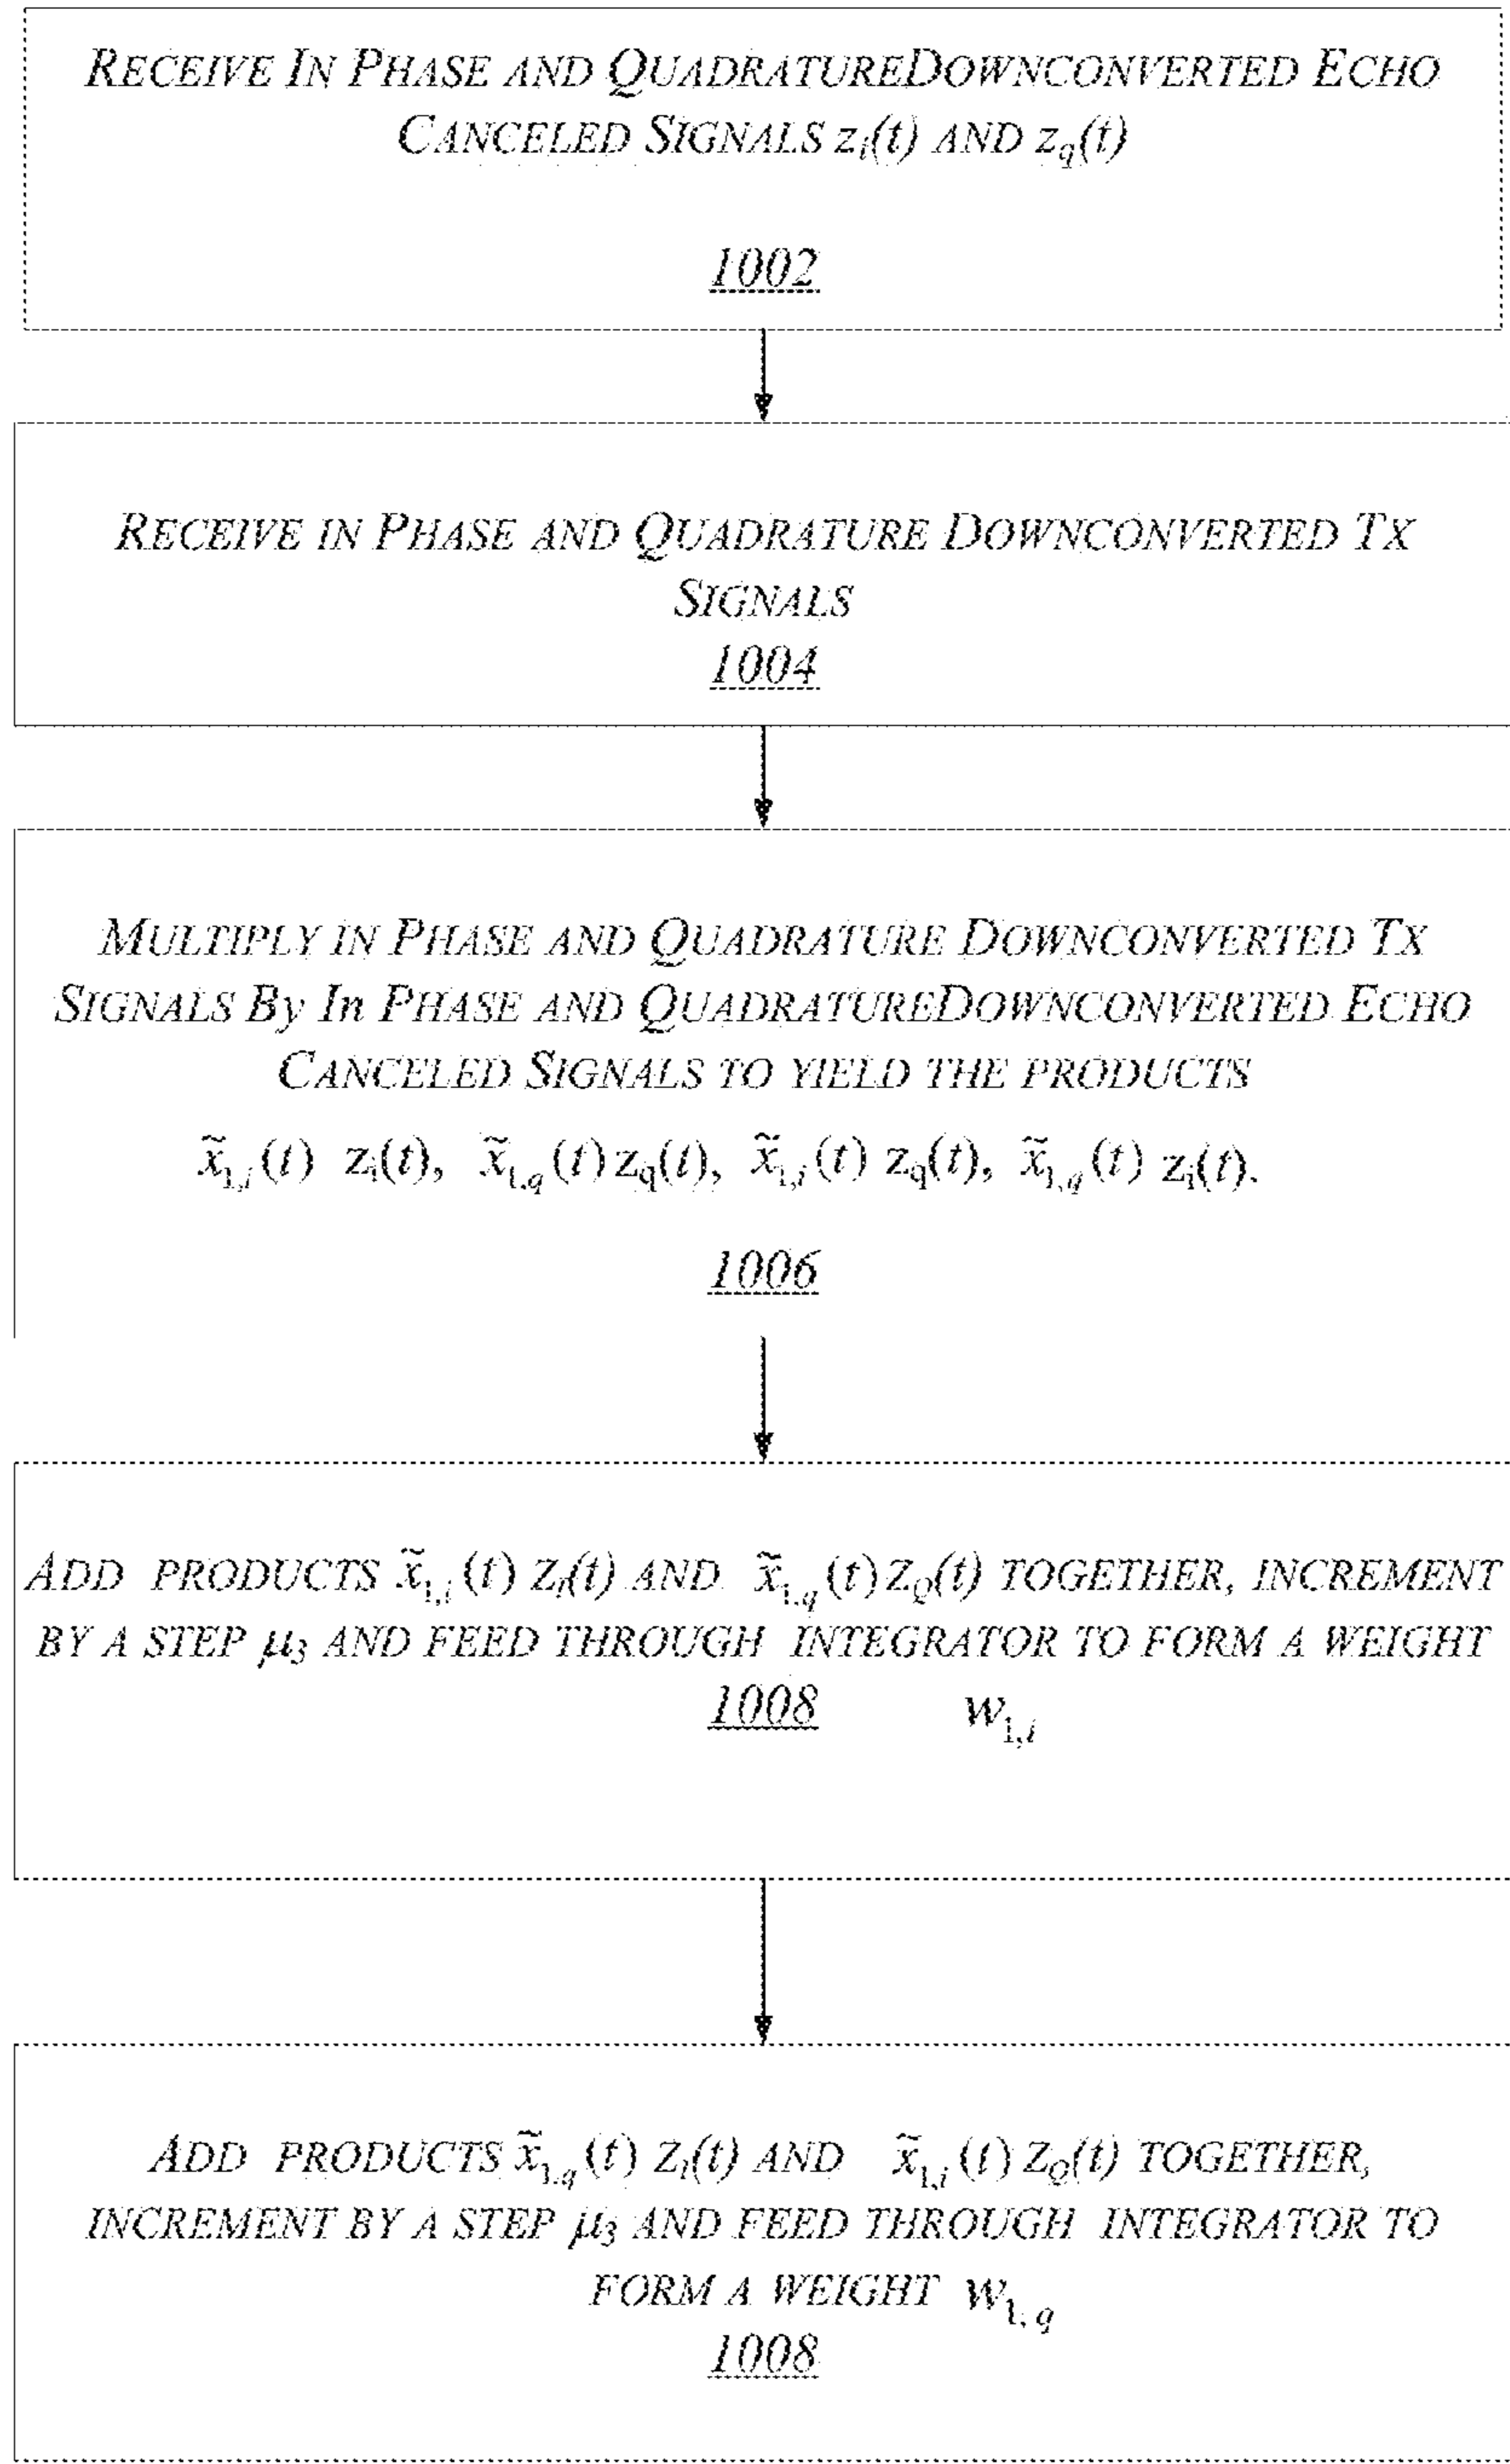 RECEIVE IN PHASE AND QUADRATUREDOWNCONVERTED ECHO
CANCELED SIGNALS z_i(t) AND z_q(t)
1002
RECEIVE IN PHASE AND QUADRATURE DOWNCONVERTED TX
SIGNALS
1004
MULTIPLY IN PHASE AND QUADRATURE DOWNCONVERTED TX
SIGNALS By In PHASE AND QUADRATUREDOWNCONVERTED ECHO
CANCELED SIGNALS TO YIELD THE PRODUCTS
x̃_{1,i}(t) z_i(t), x̃_{1,q}(t) z_q(t), x̃_{1,i}(t) z_q(t), x̃_{1,q}(t) z_i(t).
1006
ADD PRODUCTS x̃_{1,i}(t) Z_I(t) AND x̃_{1,q}(t) Z_Q(t) TOGETHER, INCREMENT
BY A STEP μ_3 AND FEED THROUGH INTEGRATOR TO FORM A WEIGHT
1008 w_{1,i}
ADD PRODUCTS x̃_{1,q}(t) Z_I(t) AND x̃_{1,i}(t) Z_Q(t) TOGETHER,
INCREMENT BY A STEP μ_3 AND FEED THROUGH INTEGRATOR TO
FORM A WEIGHT w_{1,q}
1008